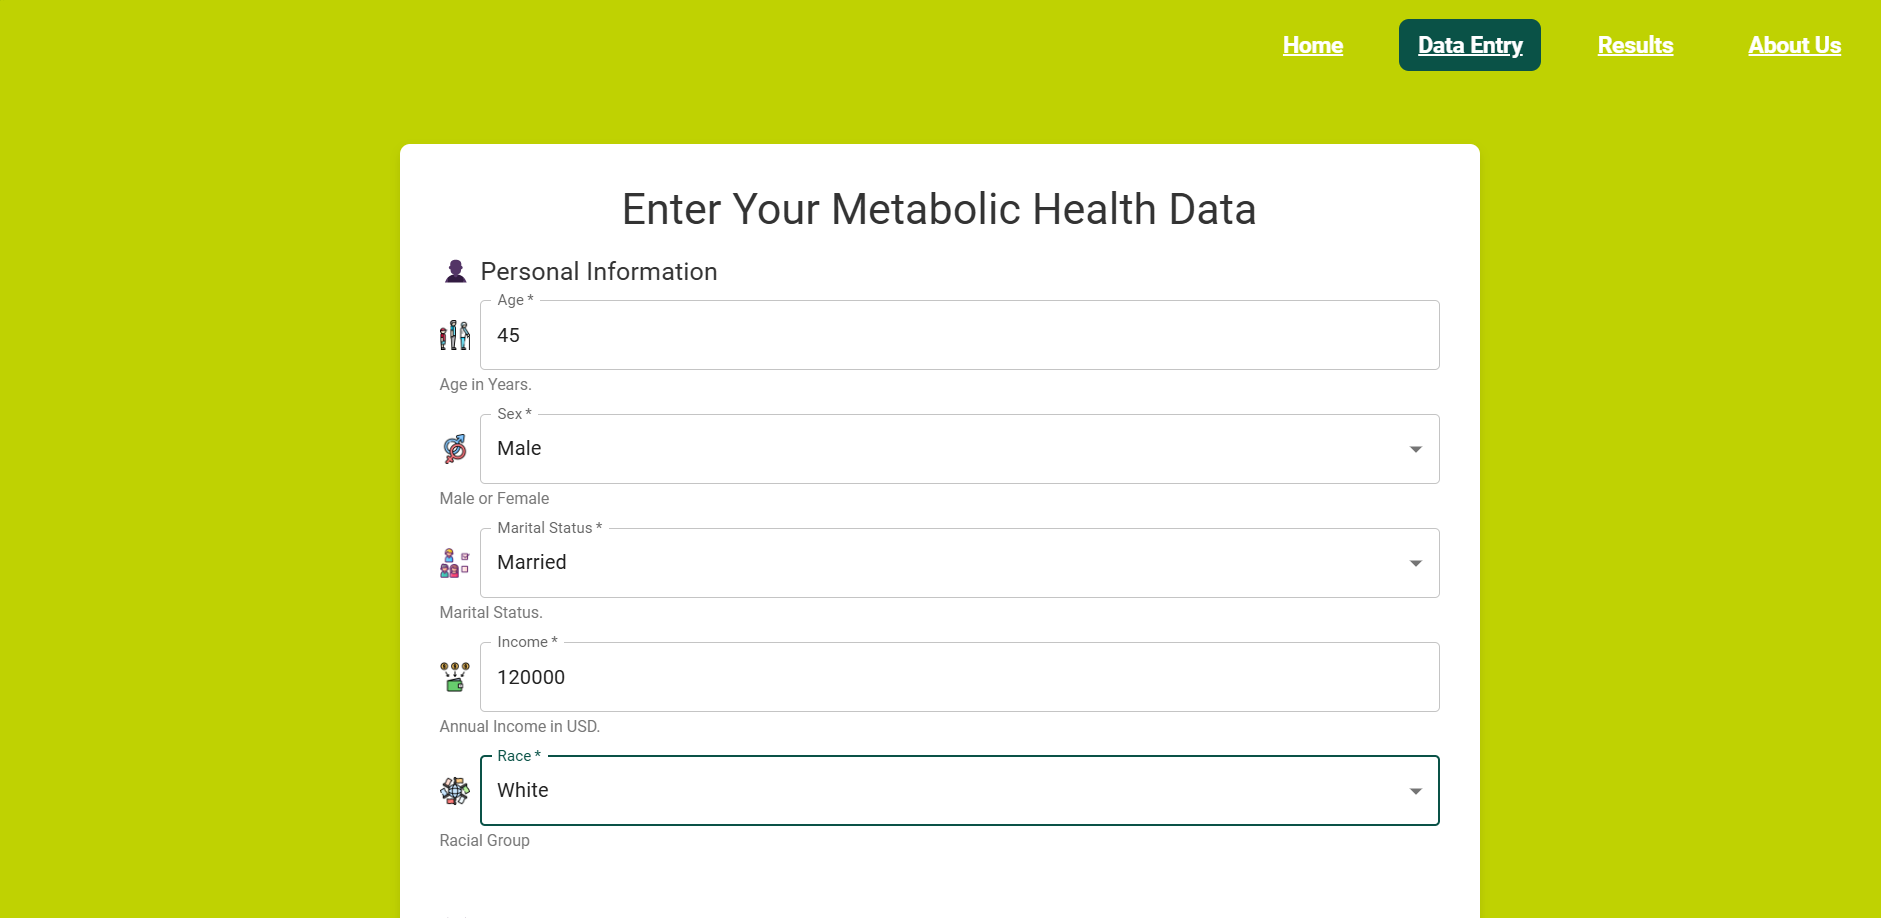 Home Data Entry Results About Us
Enter Your Metabolic Health Data
Personal Information
Age *
45
Age in Years.
Sex *
Male
Male or Female
Marital Status *
Married
Marital Status.
Income *
120000
Annual Income in USD.
Race *
White
Racial Group